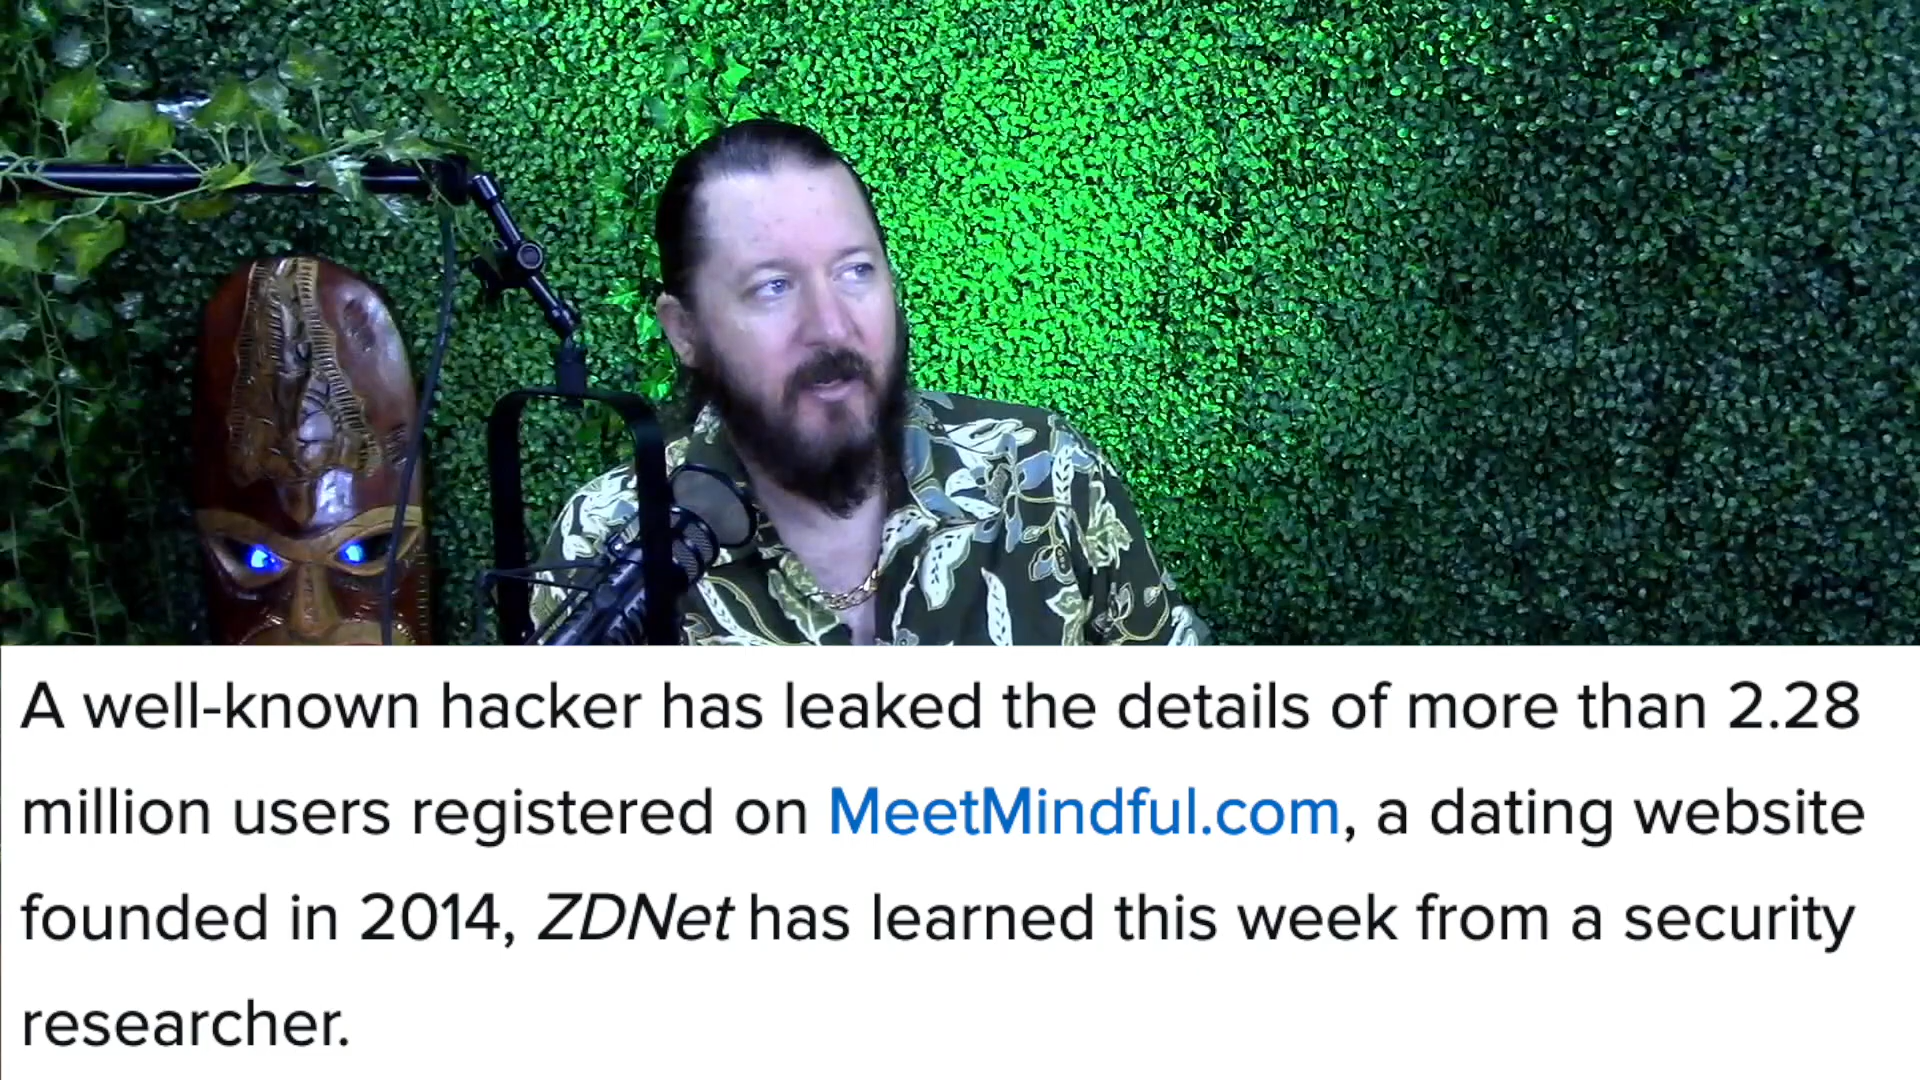 A well-known hacker has leaked the details of more than 2.28
million users registered on MeetMindful.com, a dating website
founded in 2014, ZDNet has learned this week from a security
researcher.